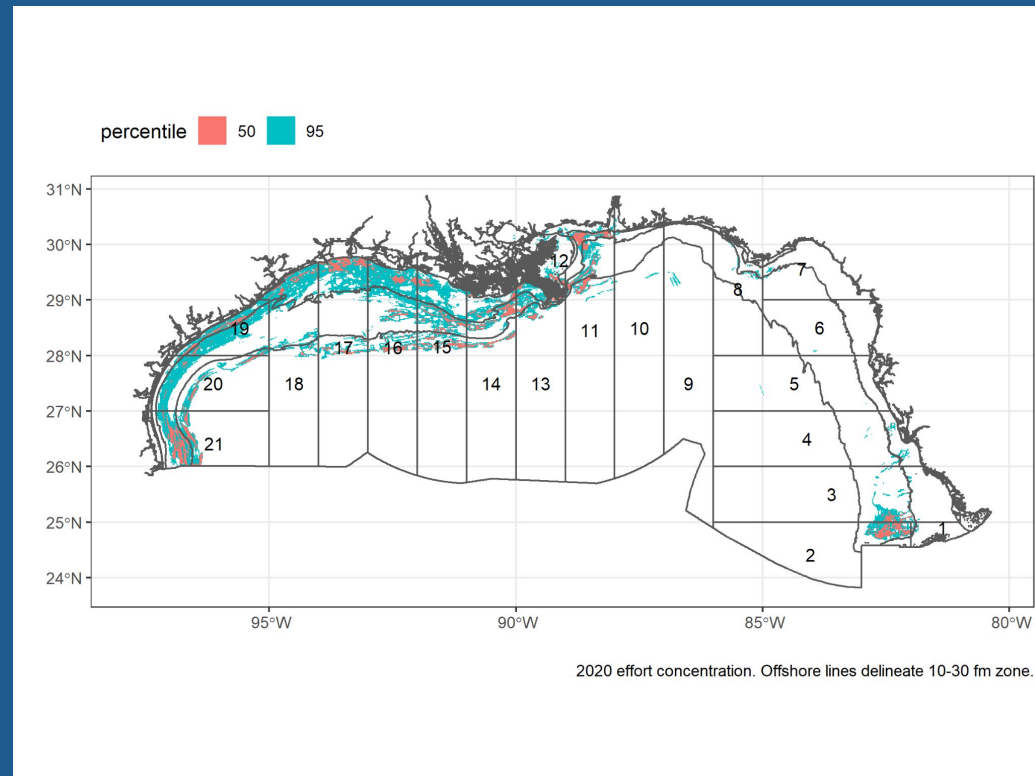 percentile 50 95
31°N
30°N
29°N
28°N
27°N
26°N
25°N
24°N
12
7
8
19
6
11
10
17
16
15
20
18
14
13
9
5
21
4
3
1
2
95°W 90°W 85°W 80°W
2020 effort concentration. Offshore lines delineate 10-30 fm zone.